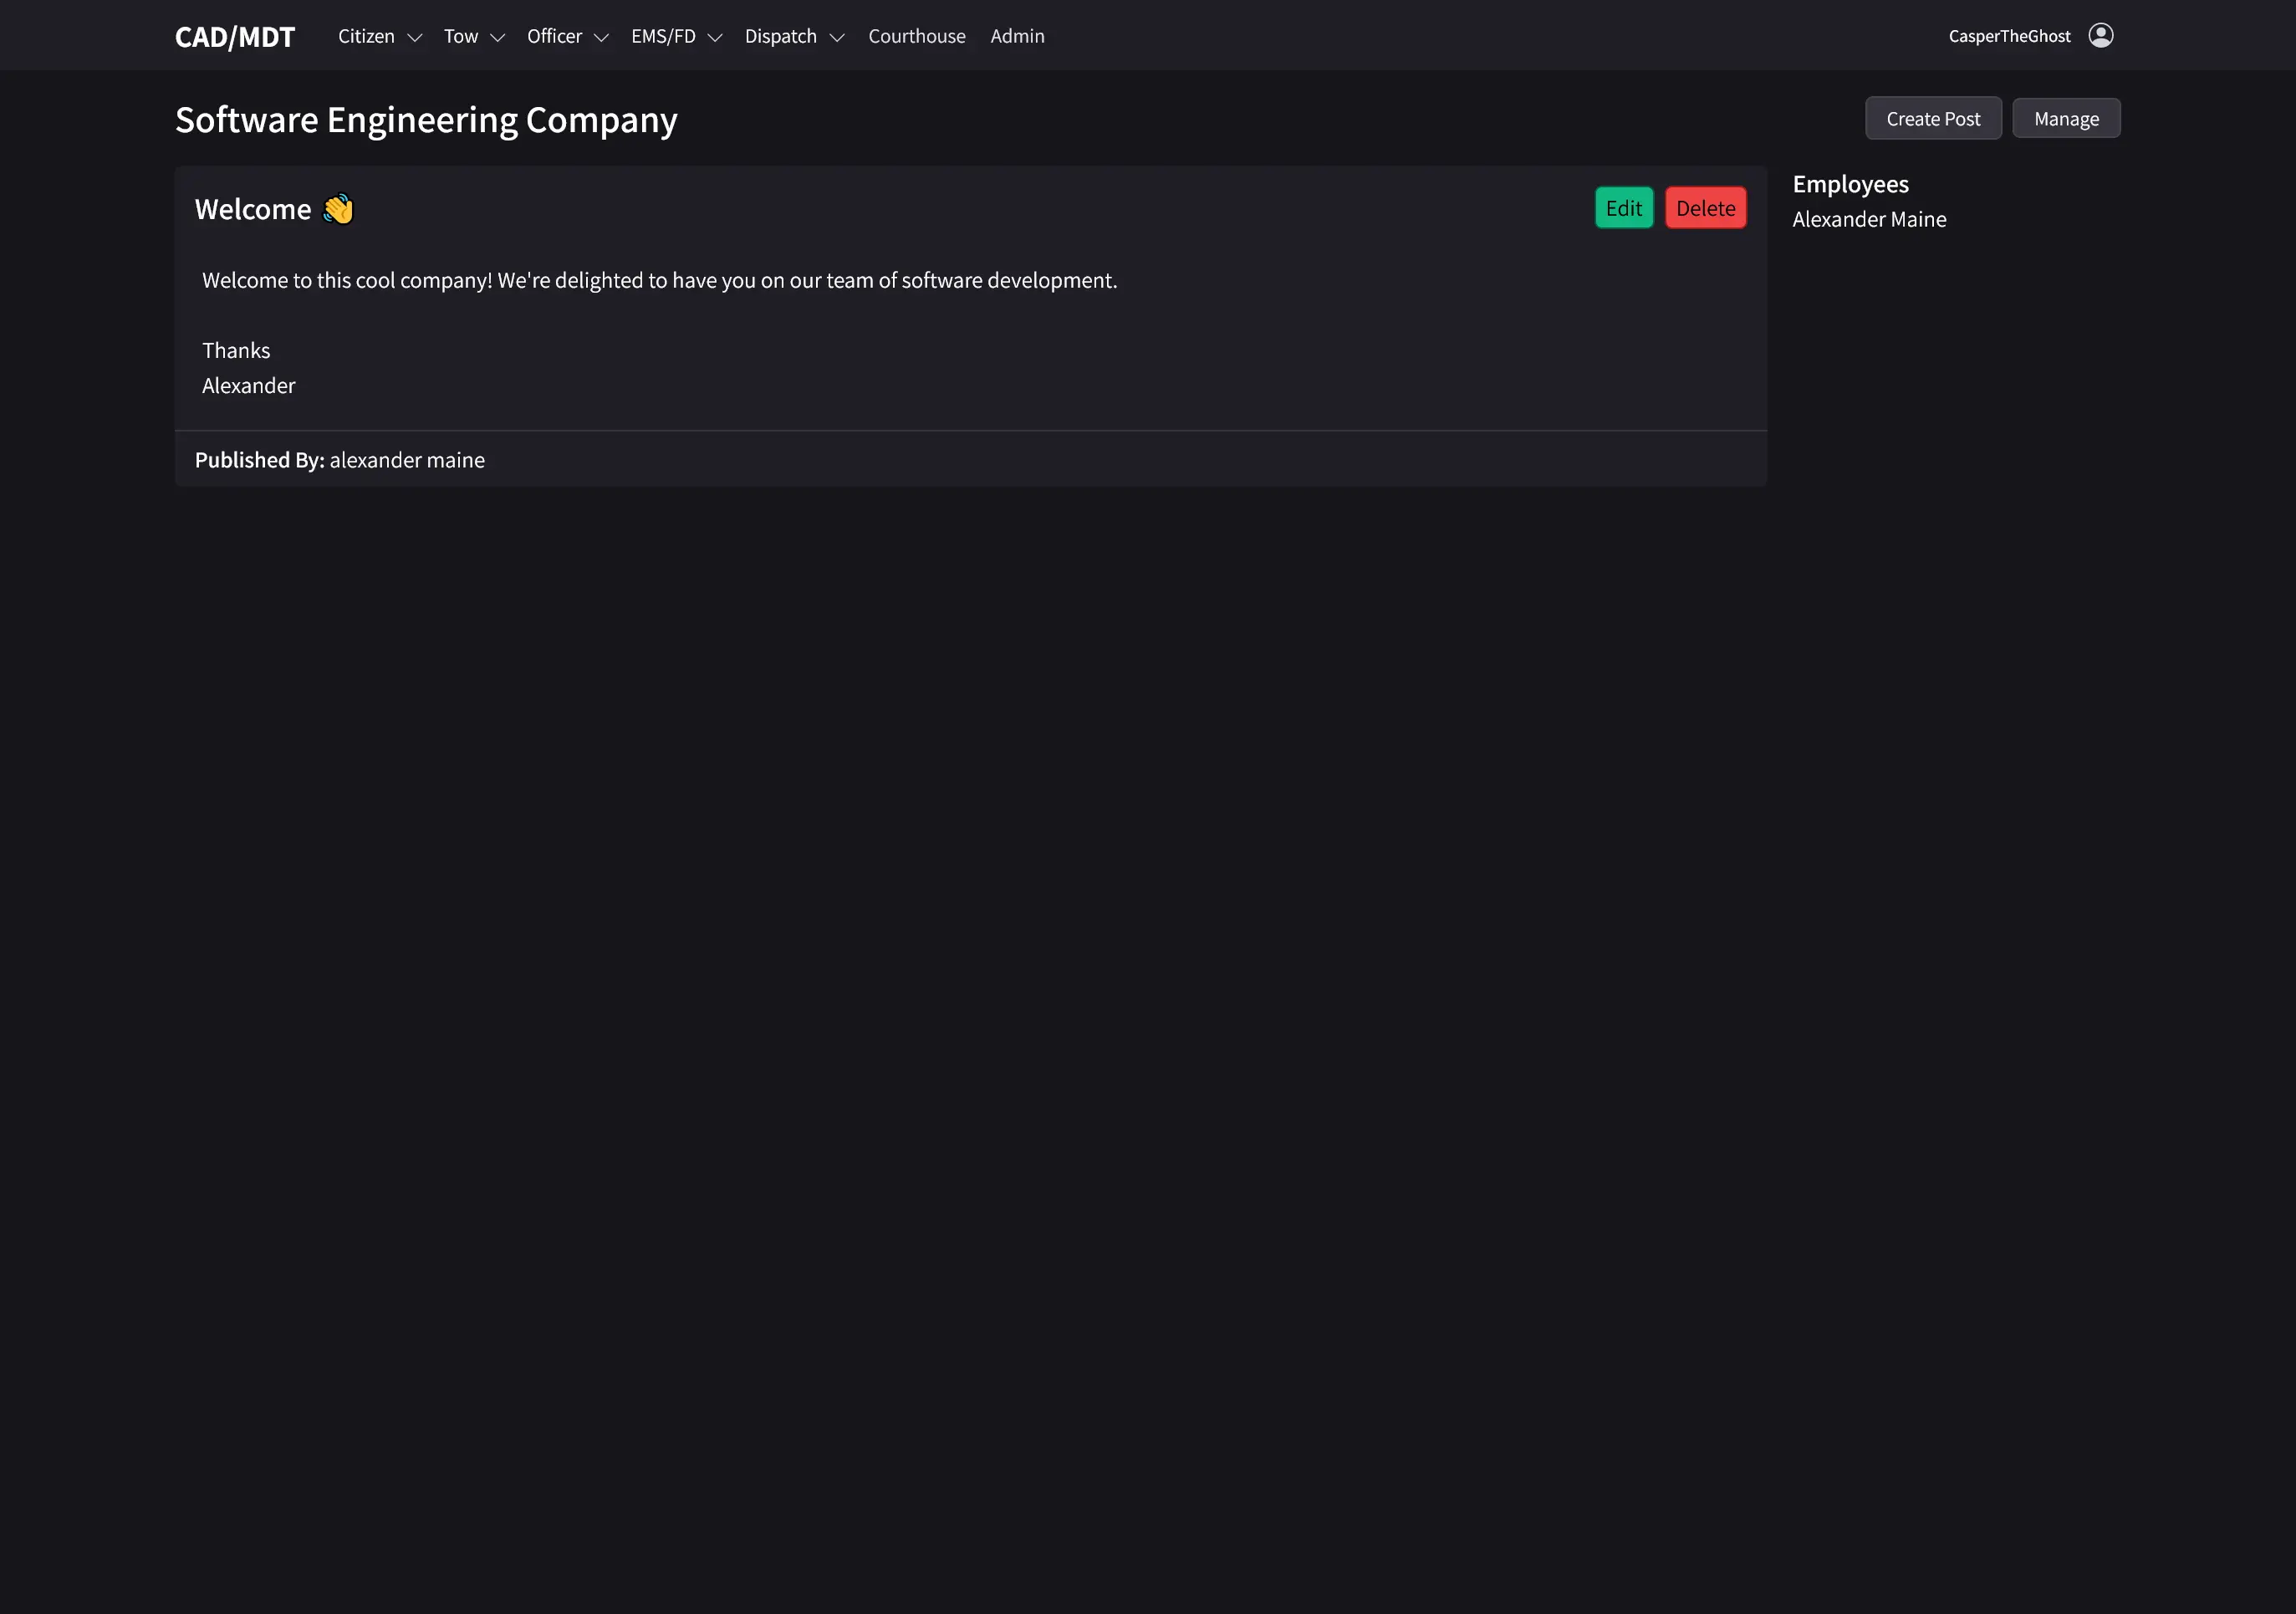 CAD/MDT Citizen Tow Officer EMS/FD Dispatch Courthouse Admin CasperTheGhost
Software Engineering Company
Create Post Manage
Welcome 👋
Edit Delete
Welcome to this cool company! We're delighted to have you on our team of software development.
Thanks
Alexander
Published By: alexander maine
Employees
Alexander Maine